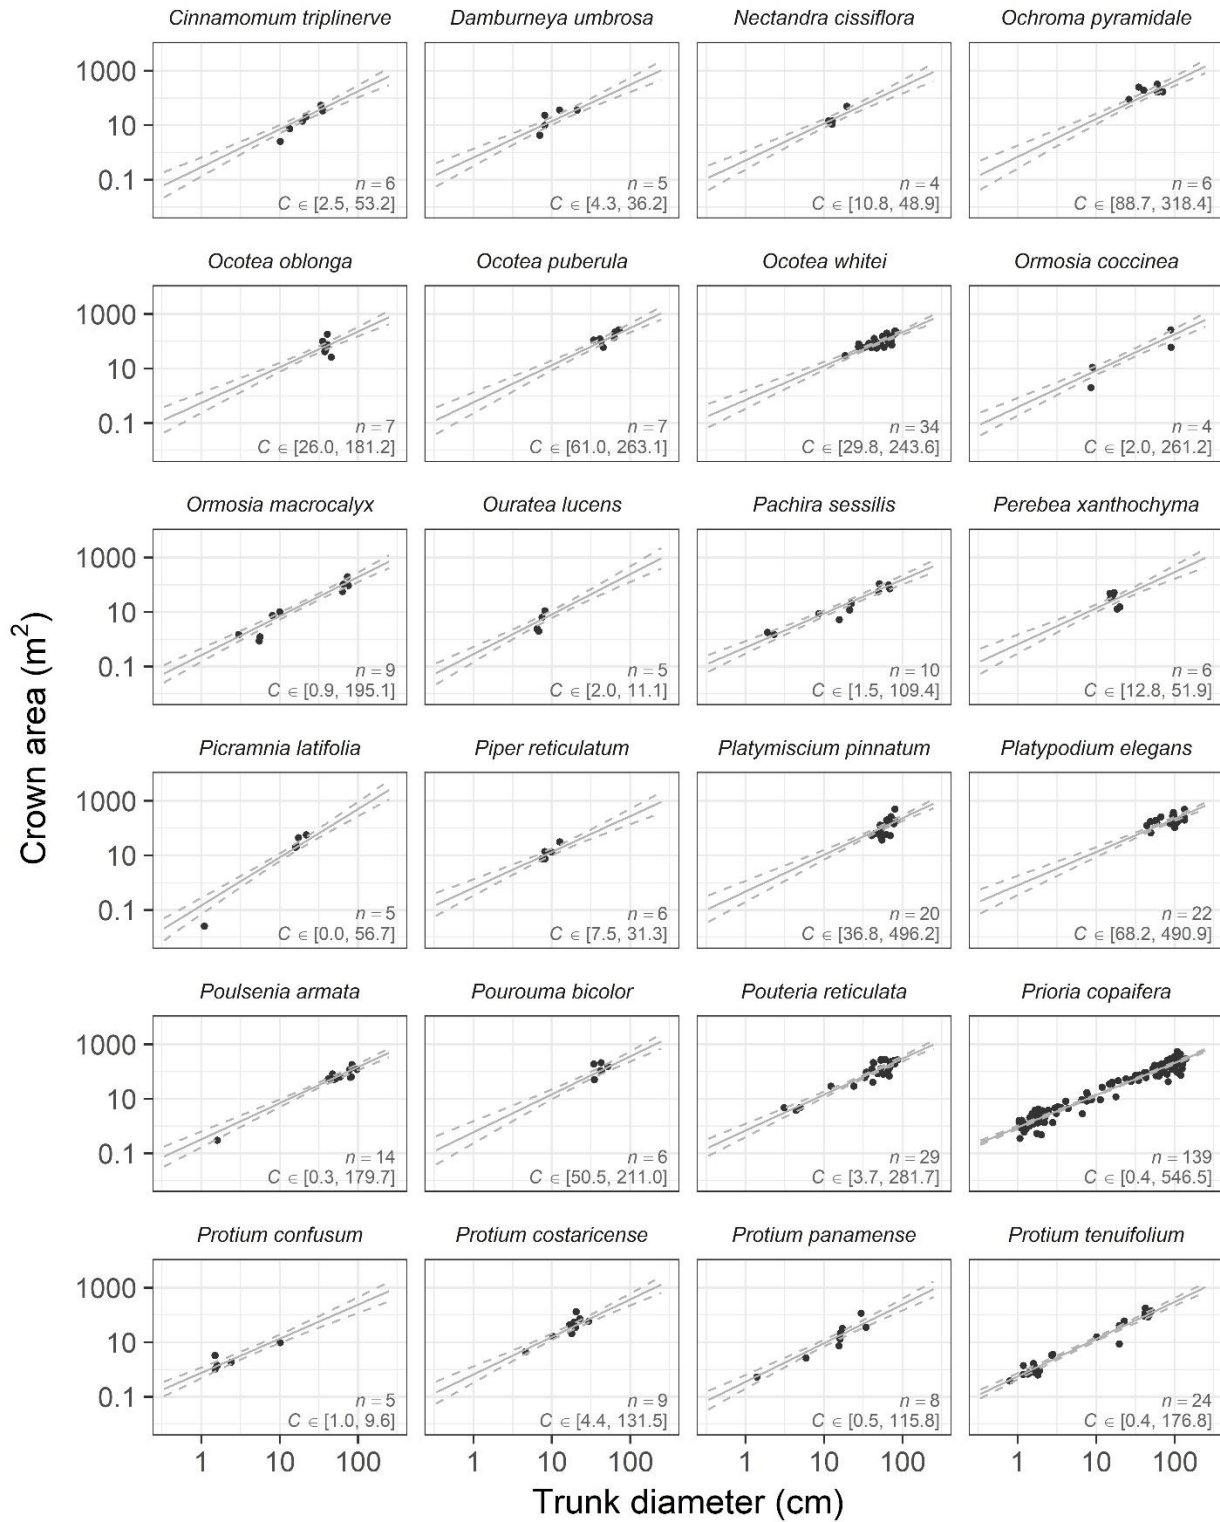 Cinnamomum triplinerve
Damburneya umbrosa
Nectandra cissiflora
Ochroma pyramidale
1000
10
0.1
n = 6
C ∈ [2.5, 53.2]
n = 5
C ∈ [4.3, 36.2]
n = 4
C ∈ [10.8, 48.9]
n = 6
C ∈ [88.7, 318.4]
Ocotea oblonga
Ocotea puberula
Ocotea whitei
Ormosia coccinea
1000
10
0.1
n = 7
C ∈ [26.0, 181.2]
n = 7
C ∈ [61.0, 263.1]
n = 34
C ∈ [29.8, 243.6]
n = 4
C ∈ [2.0, 261.2]
Ormosia macrocalyx
Ouratea lucens
Pachira sessilis
Perebea xanthochyma
1000
10
0.1
n = 9
C ∈ [0.9, 195.1]
n = 5
C ∈ [2.0, 11.1]
n = 10
C ∈ [1.5, 109.4]
n = 6
C ∈ [12.8, 51.9]
Crown area (m²)
Picramnia latifolia
Piper reticulatum
Platymiscium pinnatum
Platypodium elegans
1000
10
0.1
n = 5
C ∈ [0.0, 56.7]
n = 6
C ∈ [7.5, 31.3]
n = 20
C ∈ [36.8, 496.2]
n = 22
C ∈ [68.2, 490.9]
Poulsenia armata
Pourouma bicolor
Pouteria reticulata
Prioria copaifera
1000
10
0.1
n = 14
C ∈ [0.3, 179.7]
n = 6
C ∈ [50.5, 211.0]
n = 29
C ∈ [3.7, 281.7]
n = 139
C ∈ [0.4, 546.5]
Protium confusum
Protium costaricense
Protium panamense
Protium tenuifolium
1000
10
0.1
n = 5
C ∈ [1.0, 9.6]
n = 9
C ∈ [4.4, 131.5]
n = 8
C ∈ [0.5, 115.8]
n = 24
C ∈ [0.4, 176.8]
1 10 100
1 10 100
1 10 100
1 10 100
Trunk diameter (cm)